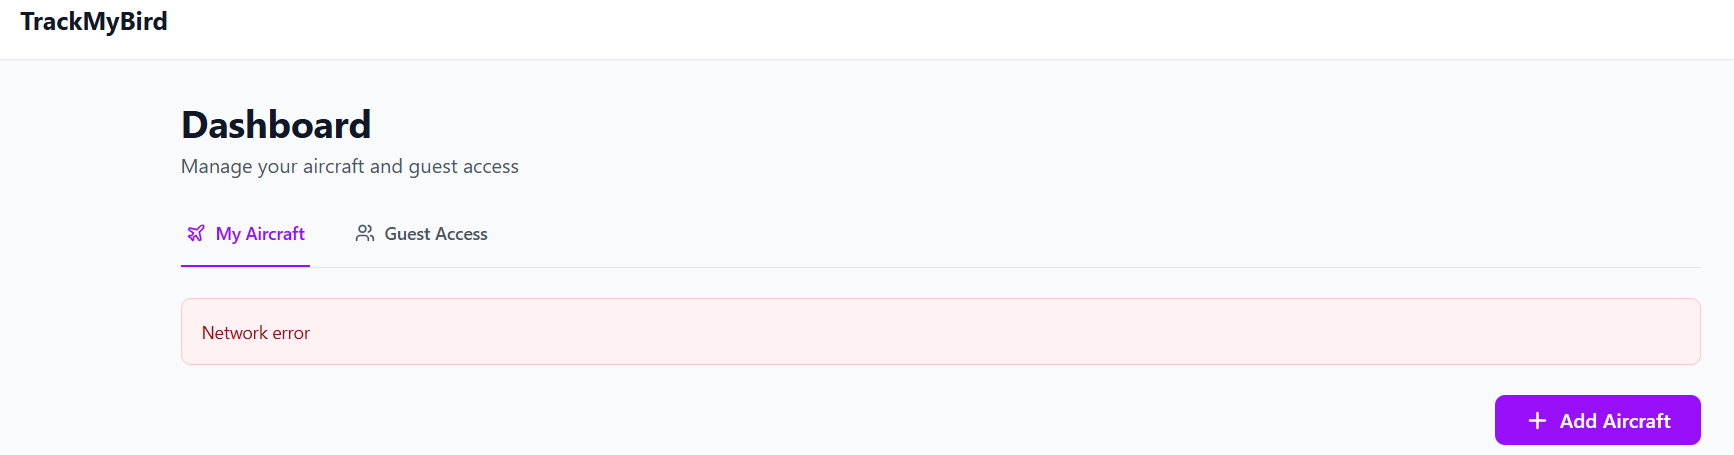 TrackMyBird
Dashboard
Manage your aircraft and guest access
My Aircraft
Guest Access
Network error
Add Aircraft